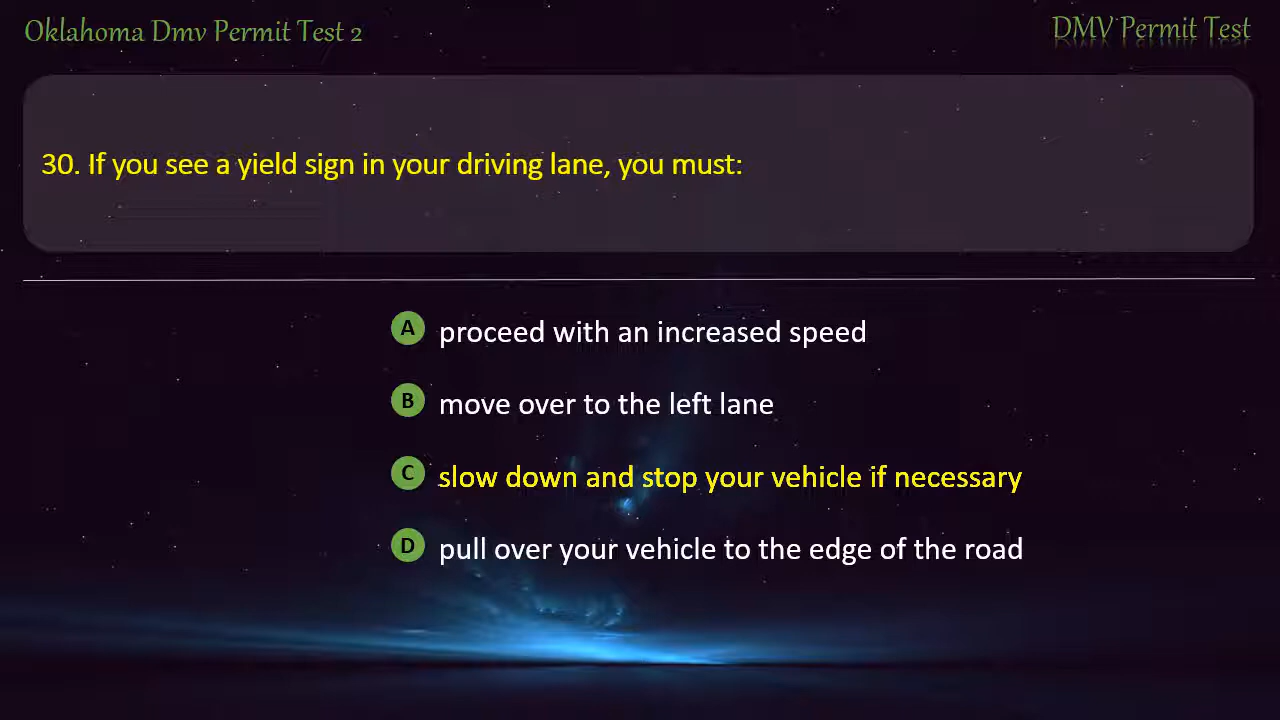 Oklahoma Dmv Permit Test 2
DMV Permit Test
30. If you see a yield sign in your driving lane, you must:
A proceed with an increased speed
B move over to the left lane
C slow down and stop your vehicle if necessary
D pull over your vehicle to the edge of the road